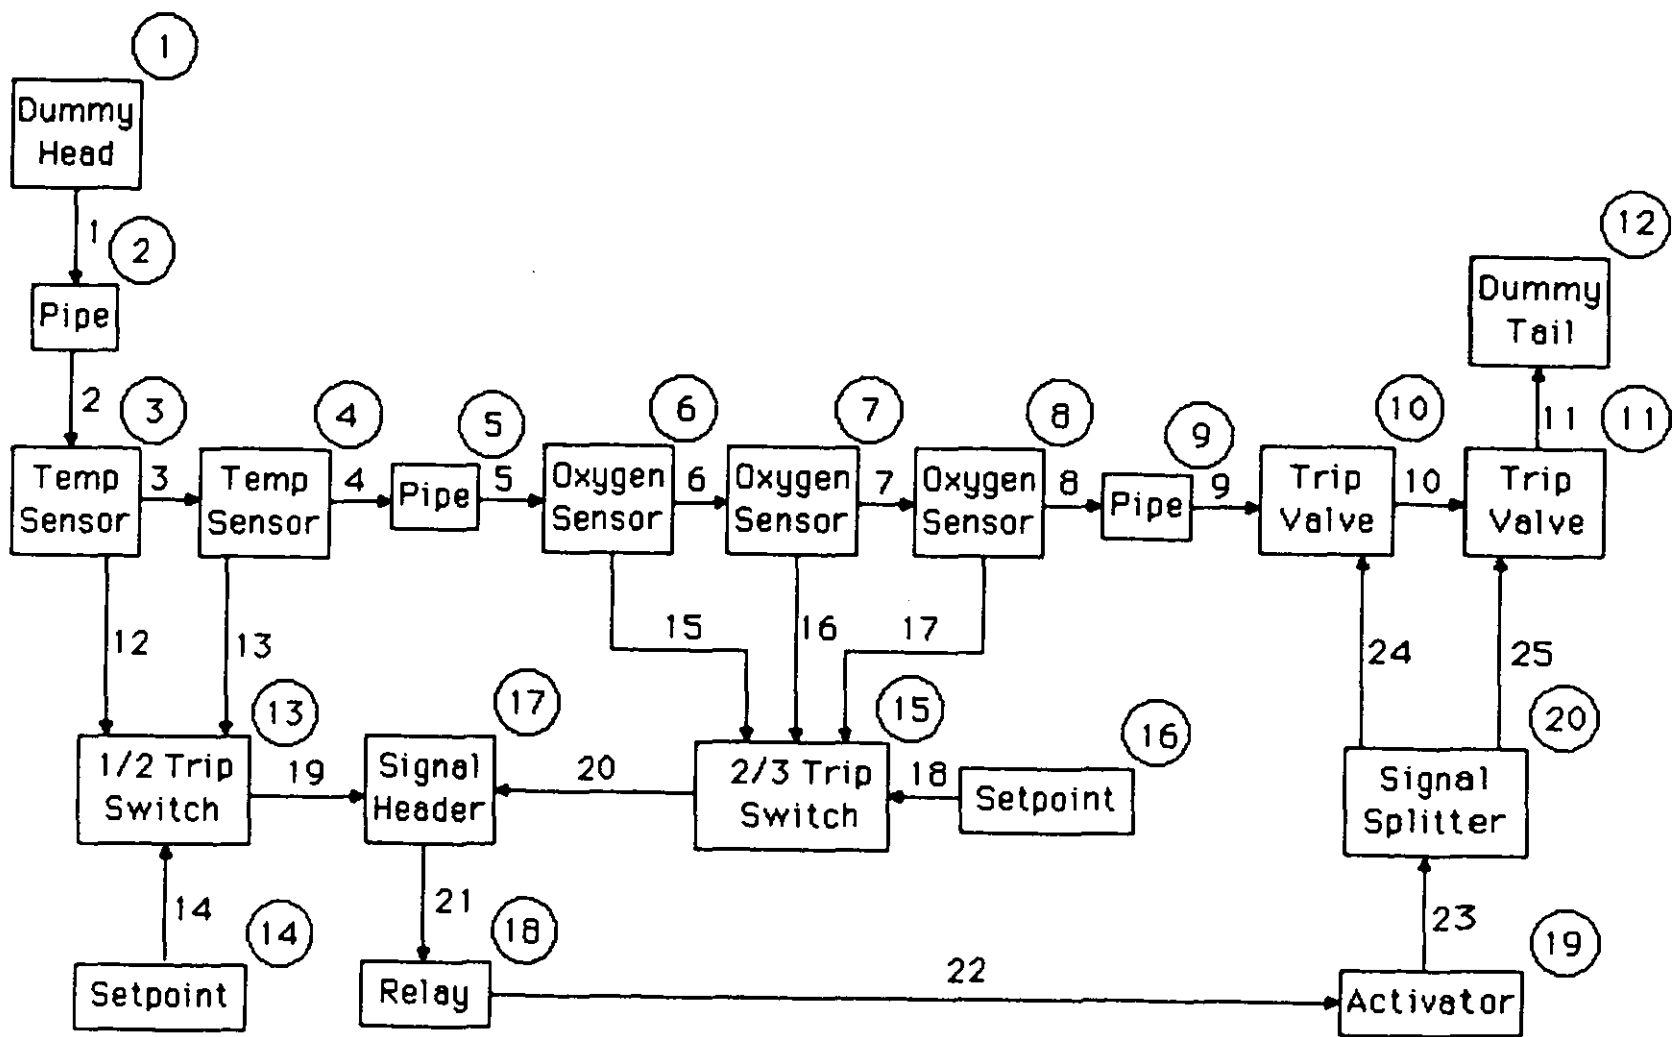 1
Dummy
Head
1
2
Pipe
2
3
Temp
Sensor
3
4
Temp
Sensor
4
5
Pipe
5
6
Oxygen
Sensor
6
7
Oxygen
Sensor
7
8
Oxygen
Sensor
8
9
Pipe
9
10
Trip
Valve
10
11
Trip
Valve
11
12
Dummy
Tail
12
13
15
16
17
24
25
13
1/2 Trip
Switch
19
17
Signal
Header
20
15
2/3 Trip
Switch
18
16
Setpoint
20
Signal
Splitter
14
14
Setpoint
21
18
Relay
22
23
19
Activator